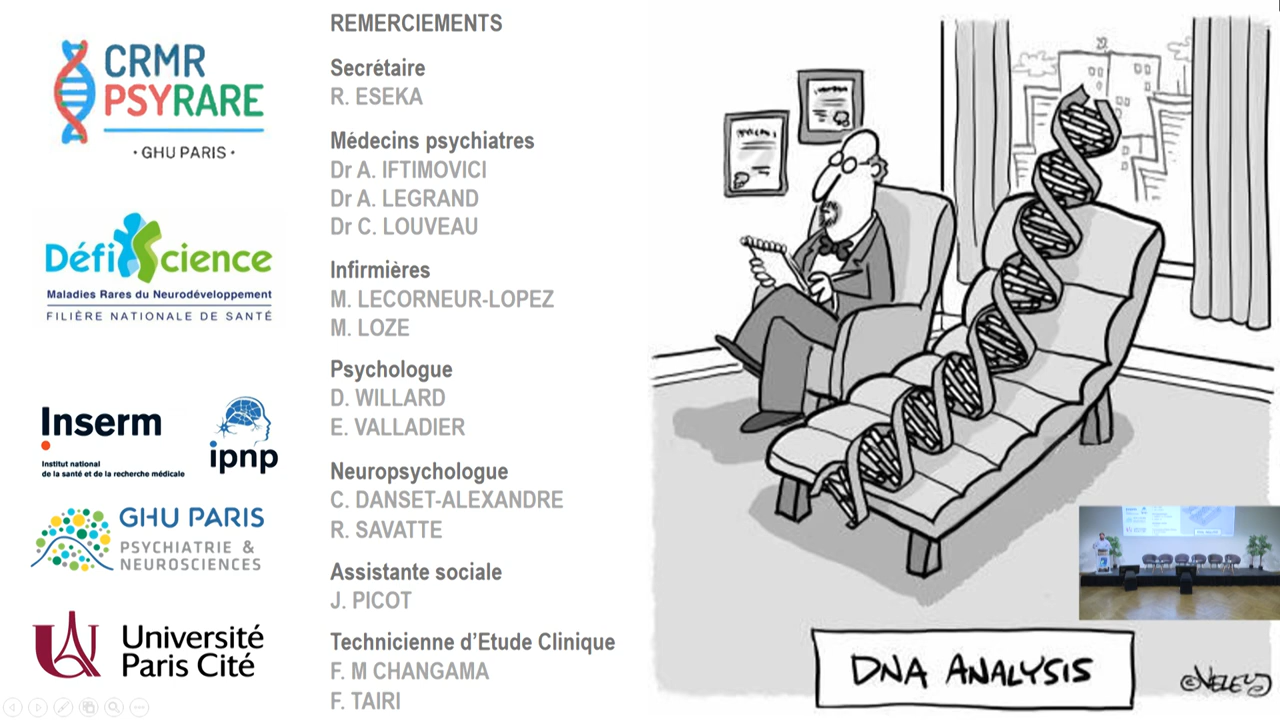 CRMR
PSYRARE
· GHU PARIS ·
DéfiScience
Maladies Rares du Neurodéveloppement
FILIÈRE NATIONALE DE SANTÉ
Inserm
Institut national
de la santé et de la recherche médicale
ipnp
GHU PARIS
PSYCHIATRIE &
NEUROSCIENCES
Université
Paris Cité
REMERCIEMENTS
Secrétaire
R. ESEKA
Médecins psychiatres
Dr A. IFTIMOVICI
Dr A. LEGRAND
Dr C. LOUVEAU
Infirmières
M. LECORNEUR-LOPEZ
M. LOZE
Psychologue
D. WILLARD
E. VALLADIER
Neuropsychologue
C. DANSET-ALEXANDRE
R. SAVATTE
Assistante sociale
J. PICOT
Technicienne d'Etude Clinique
F. M CHANGAMA
F. TAIRI
DNA ANALYSIS